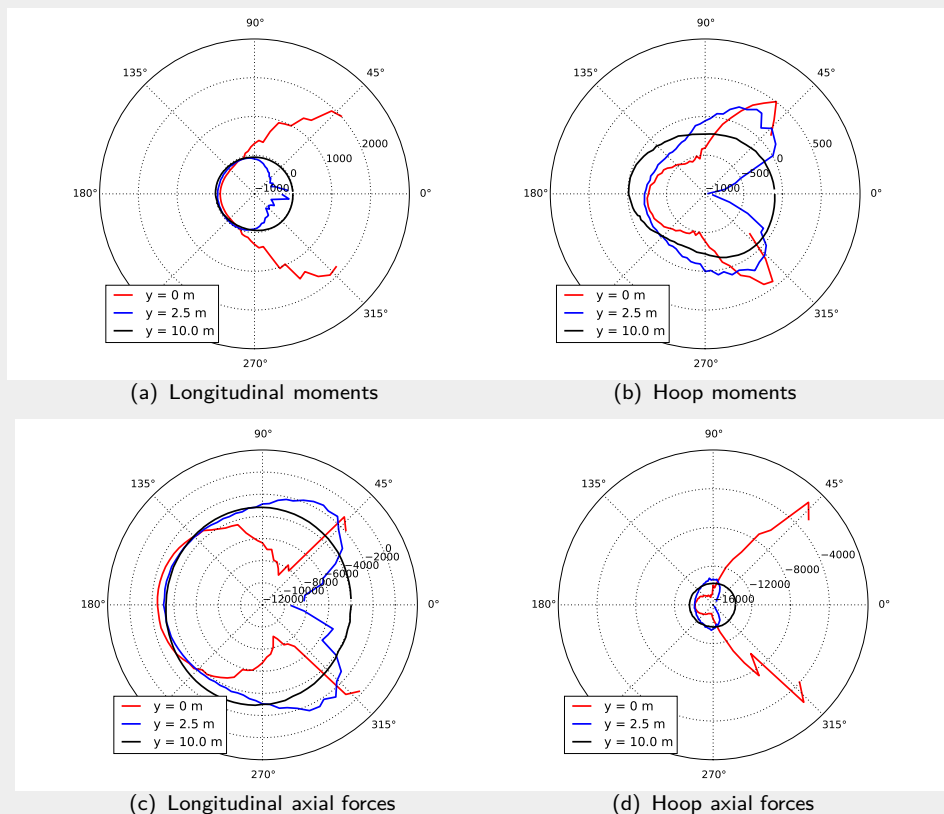 90°
135°
45°
2000
1000
0
−1000
180°
0°
y = 0 m
y = 2.5 m
y = 10.0 m
315°
270°
(a) Longitudinal moments
90°
135°
45°
500
0
−500
−1000
180°
0°
y = 0 m
y = 2.5 m
y = 10.0 m
315°
270°
(b) Hoop moments
90°
135°
45°
0
−2000
−4000
−6000
−8000
−10000
−12000
180°
0°
y = 0 m
y = 2.5 m
y = 10.0 m
315°
270°
(c) Longitudinal axial forces
90°
135°
45°
−4000
−8000
−12000
−16000
180°
0°
y = 0 m
y = 2.5 m
y = 10.0 m
315°
270°
(d) Hoop axial forces